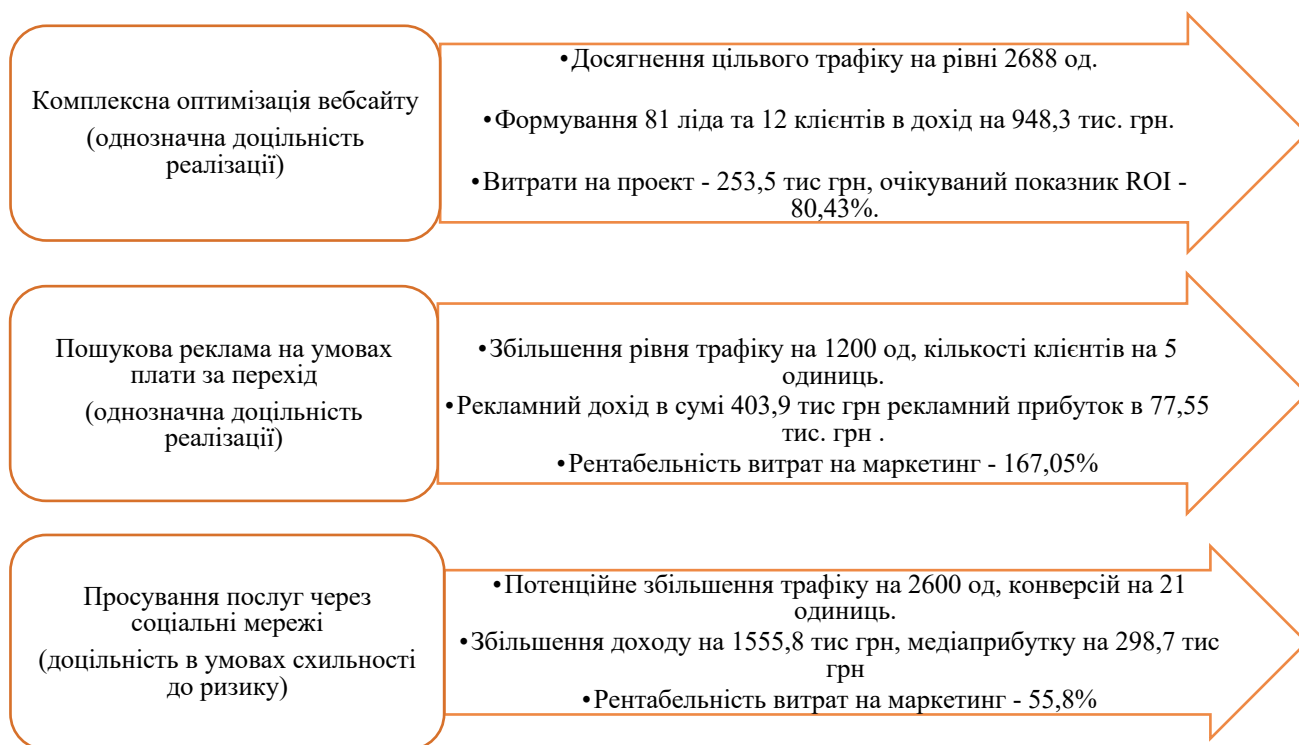 Комплексна оптимізація вебсайту
(однозначна доцільність
реалізації)
•Досягнення цільвого трафіку на рівні 2688 од.
•Формування 81 ліда та 12 клієнтів в дохід на 948,3 тис. грн.
•Витрати на проект - 253,5 тис грн, очікуваний показник ROI -
80,43%.
Пошукова реклама на умовах
плати за перехід
(однозначна доцільність
реалізації)
•Збільшення рівня трафіку на 1200 од, кількості клієнтів на 5
одиниць.
•Рекламний дохід в сумі 403,9 тис грн рекламний прибуток в 77,55
тис. грн .
•Рентабельність витрат на маркетинг - 167,05%
Просування послуг через
соціальні мережі
(доцільність в умовах схильності
до ризику)
•Потенційне збільшення трафіку на 2600 од, конверсій на 21
одиниць.
•Збільшення доходу на 1555,8 тис грн, медіаприбутку на 298,7 тис
грн
•Рентабельність витрат на маркетинг - 55,8%